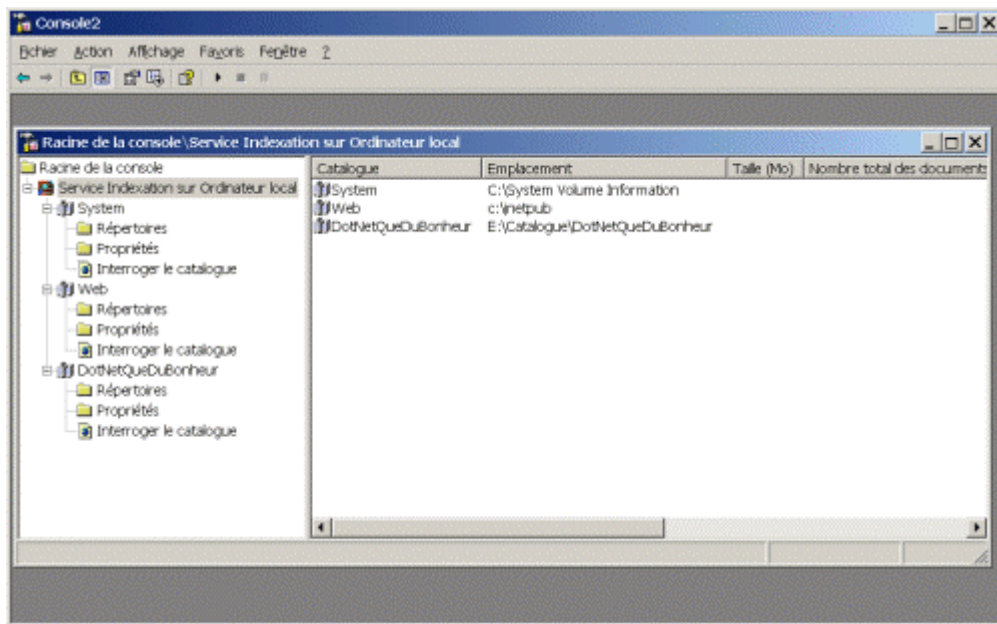 Console2
Fichier Action Affichage Favoris Fenêtre ?
Racine de la console\Service Indexation sur Ordinateur local
Racine de la console
Service Indexation sur Ordinateur local
System
Répertoires
Propriétés
Interroger le catalogue
Web
Répertoires
Propriétés
Interroger le catalogue
DotNetQueDuBonheur
Répertoires
Propriétés
Interroger le catalogue
Catalogue Emplacement Taille (Mo) Nombre total des documents
System C:\System Volume Information
Web c:\inetpub
DotNetQueDuBonheur E:\Catalogue\DotNetQueDuBonheur